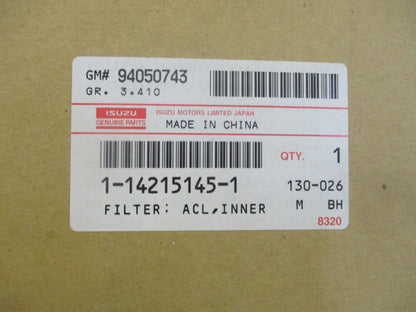 GM# 94050743
GR. 3.410
ISUZU
GENUINE PARTS
ISUZU MOTORS LIMITED JAPAN
MADE IN CHINA
QTY. 1
1-14215145-1
130-026
FILTER: ACL,INNER
M BH
8320